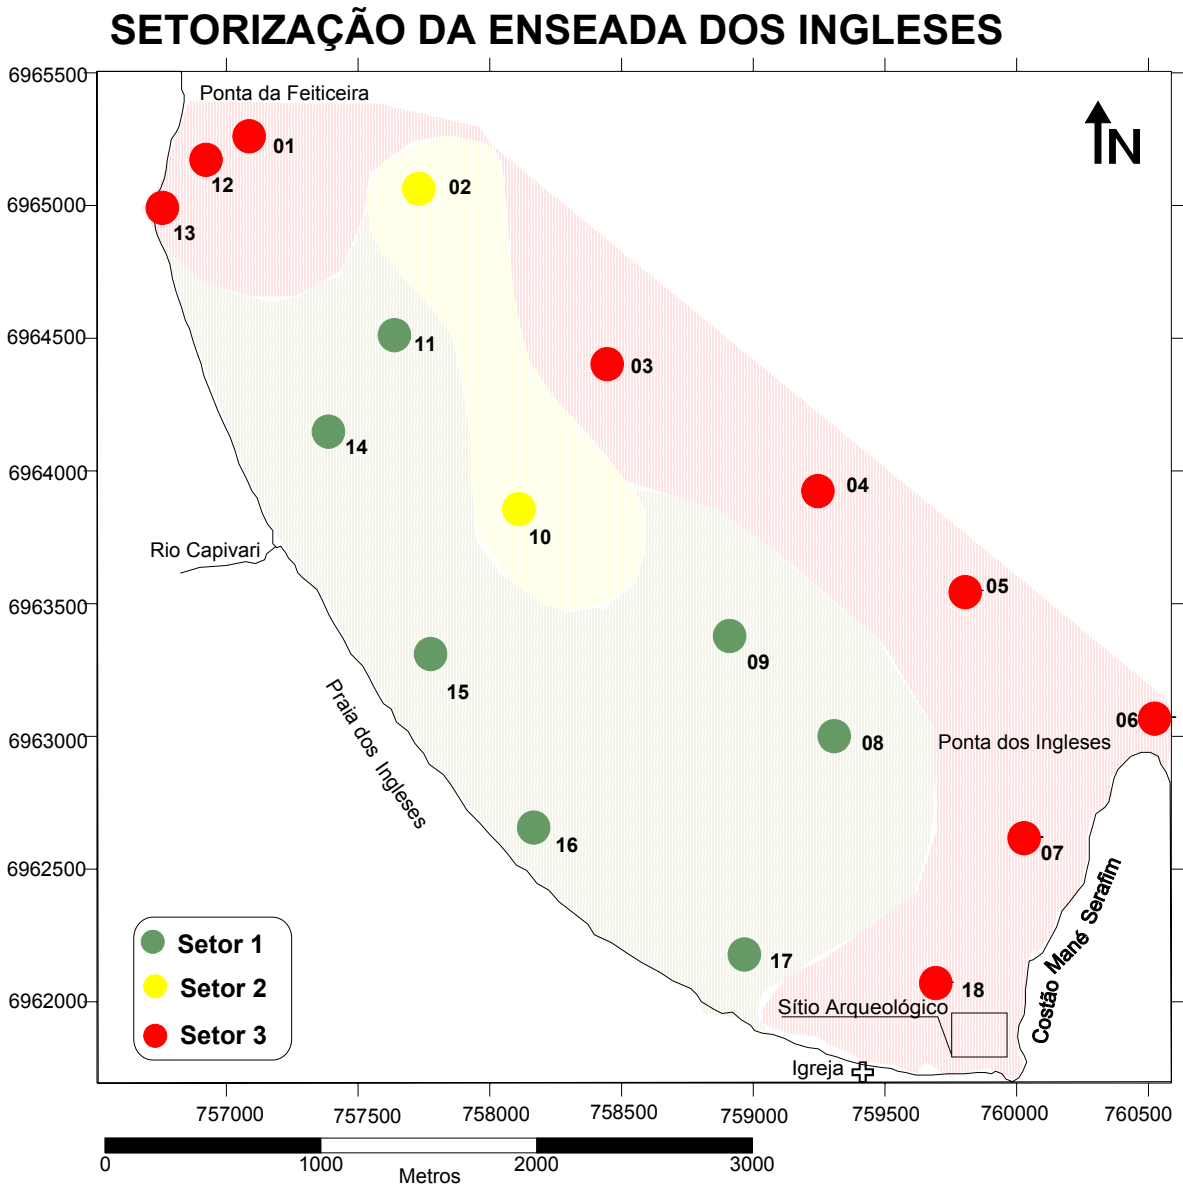 SETORIZAÇÃO DA ENSEADA DOS INGLESES
6965500
Ponta da Feiticeira
01
12
02
6965000
13
6964500
11
03
14
6964000
04
10
Rio Capivari
05
6963500
09
15
Praia dos Ingleses
06
6963000
08
Ponta dos Ingleses
16
07
6962500
Costão Mané Serafim
Setor 1
17
Setor 2
18
6962000
Sítio Arqueológico
Setor 3
Igreja
N
757000
757500
758000
758500
759000
759500
760000
760500
0
1000
2000
3000
Metros